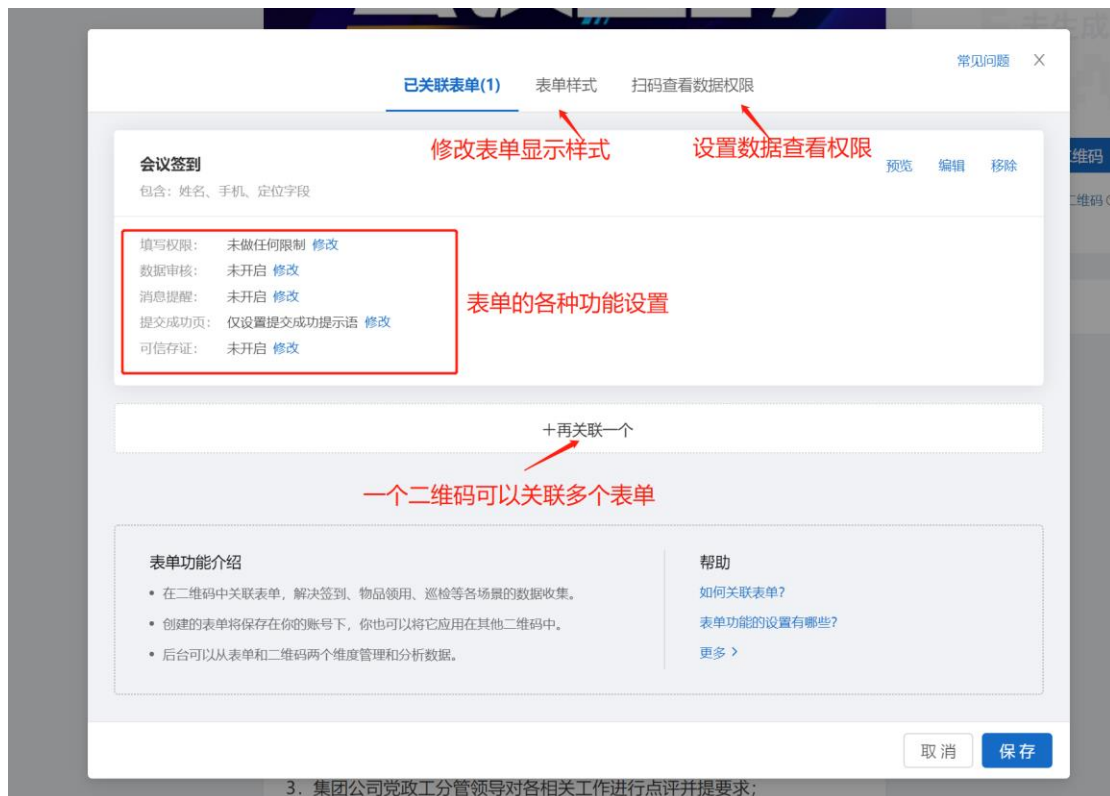 未生成
常见问题 X
已关联表单(1) 表单样式 扫码查看数据权限
修改表单显示样式 设置数据查看权限
会议签到
预览 编辑 移除
包含：姓名、手机、定位字段
维码
二维码
填写权限： 未做任何限制 修改
数据审核： 未开启 修改
消息提醒： 未开启 修改
提交成功页： 仅设置提交成功提示语 修改
可信存证： 未开启 修改
表单的各种功能设置
＋再关联一个
一个二维码可以关联多个表单
表单功能介绍
• 在二维码中关联表单，解决签到、物品领用、巡检等各场景的数据收集。
• 创建的表单将保存在你的账号下，你也可以将它应用在其他二维码中。
• 后台可以从表单和二维码两个维度管理和分析数据。
帮助
如何关联表单?
表单功能的设置有哪些?
更多 >
取消 保存
3. 集团公司党政工分管领导对各相关工作进行点评并提要求；